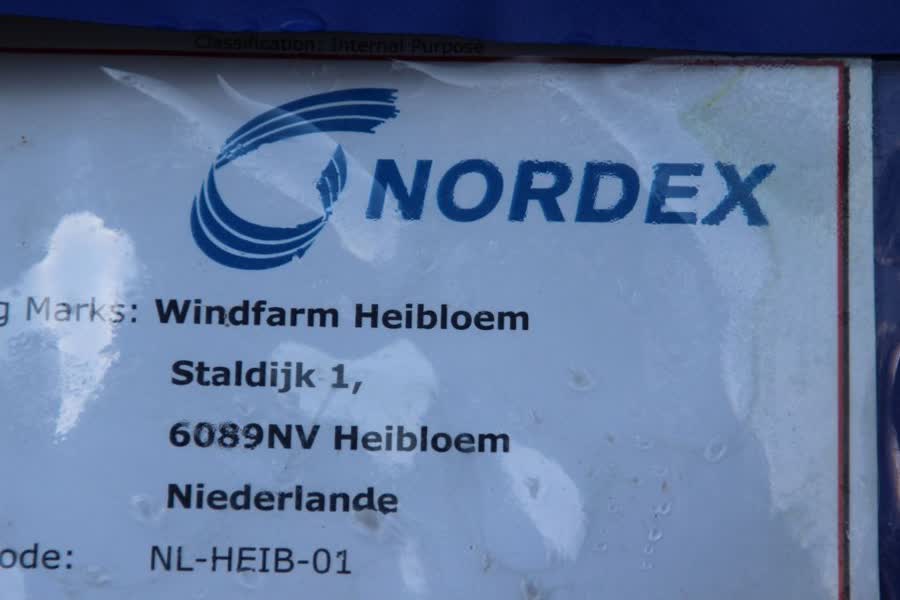 Classification: Internal Purpose
NORDEX
g Marks: Windfarm Heibloem
Staldijk 1,
6089NV Heibloem
Niederlande
ode: NL-HEIB-01